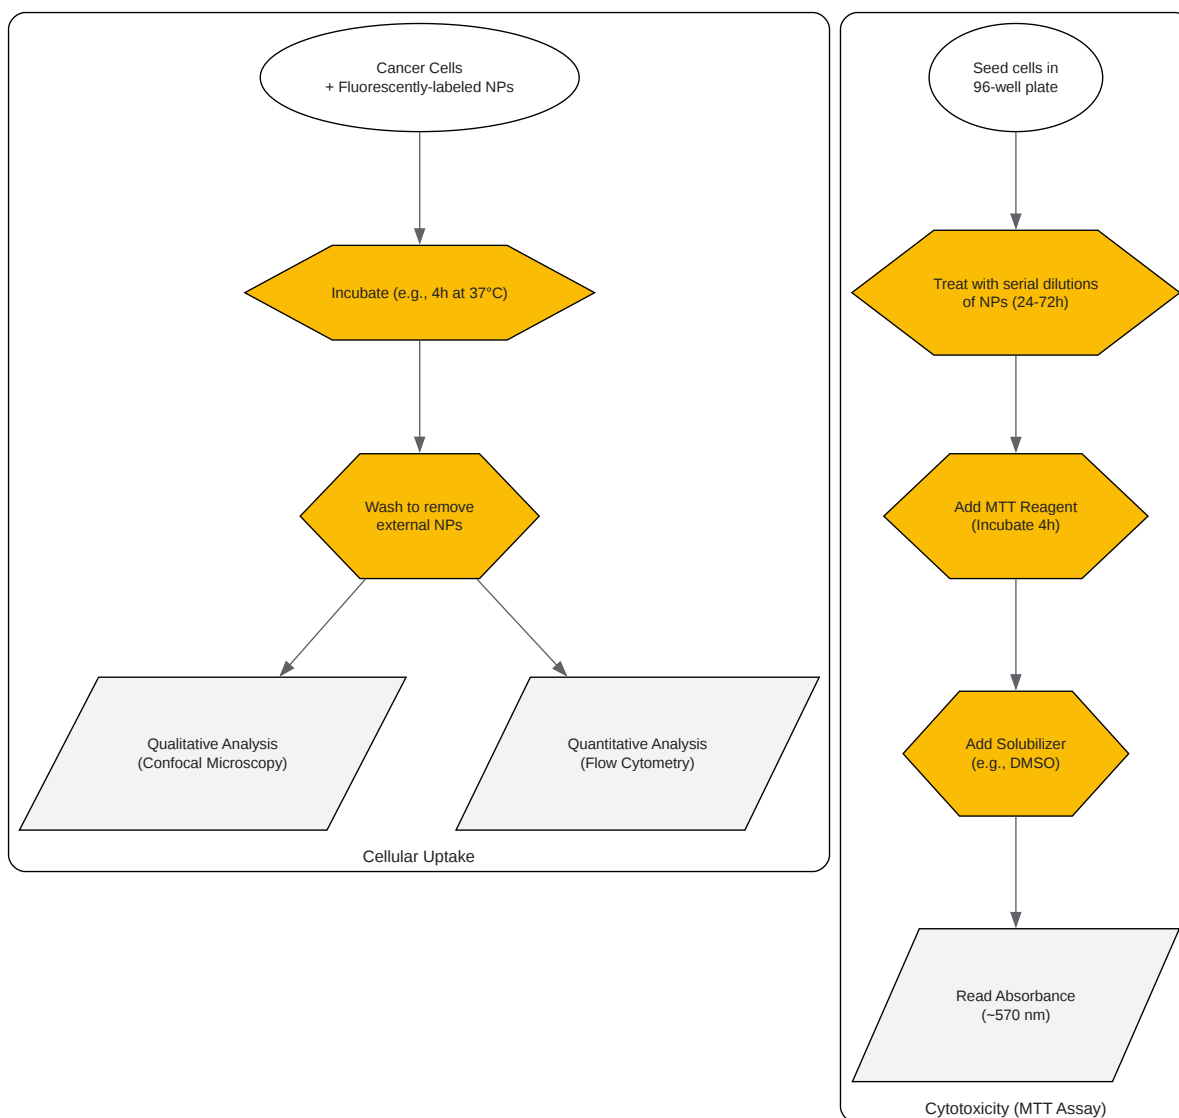 Cancer Cells
+ Fluorescently-labeled NPs
Incubate (e.g., 4h at 37°C)
Wash to remove
external NPs
Qualitative Analysis
(Confocal Microscopy)
Quantitative Analysis
(Flow Cytometry)
Cellular Uptake
Seed cells in
96-well plate
Treat with serial dilutions
of NPs (24-72h)
Add MTT Reagent
(Incubate 4h)
Add Solubilizer
(e.g., DMSO)
Read Absorbance
(~570 nm)
Cytotoxicity (MTT Assay)